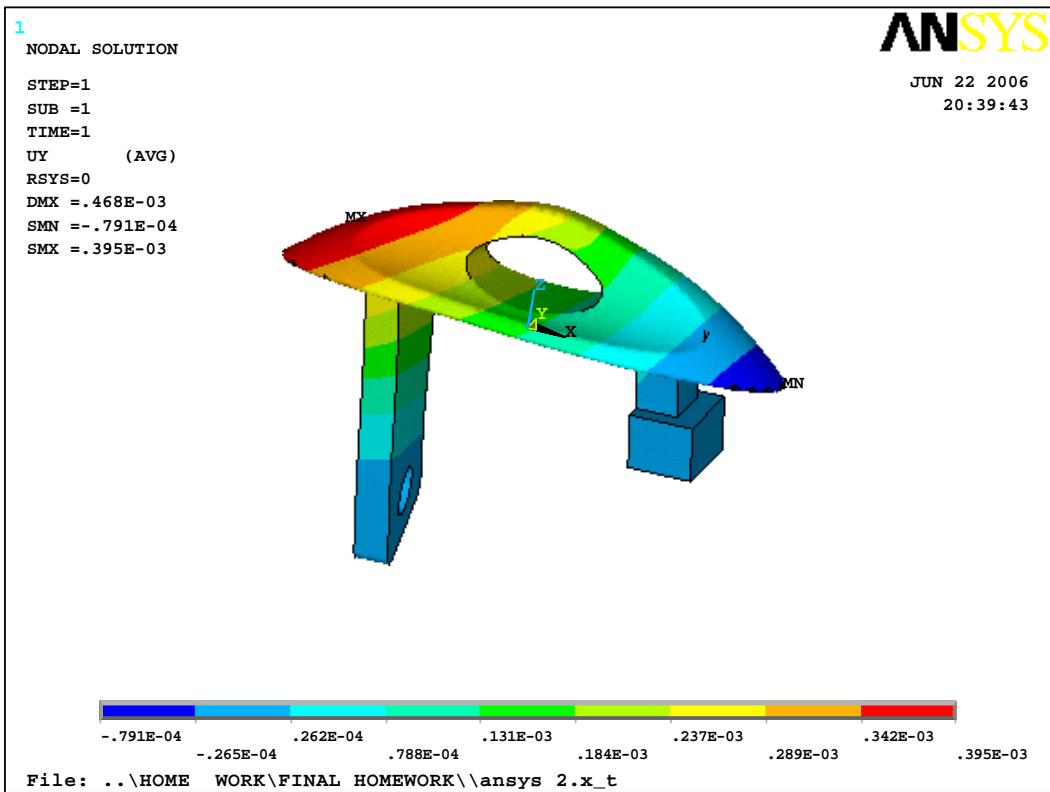 1
ANSYS
NODAL SOLUTION
JUN 22 2006
20:39:43
STEP=1
SUB =1
TIME=1
UY (AVG)
RSYS=0
DMX =.468E-03
SMN =-.791E-04
SMX =.395E-03
MX
Z
Y
X
y
MN
-.791E-04
-.265E-04
.262E-04
.788E-04
.131E-03
.184E-03
.237E-03
.289E-03
.342E-03
.395E-03
File: ..\HOME WORK\FINAL HOMEWORK\\ansys 2.x_t